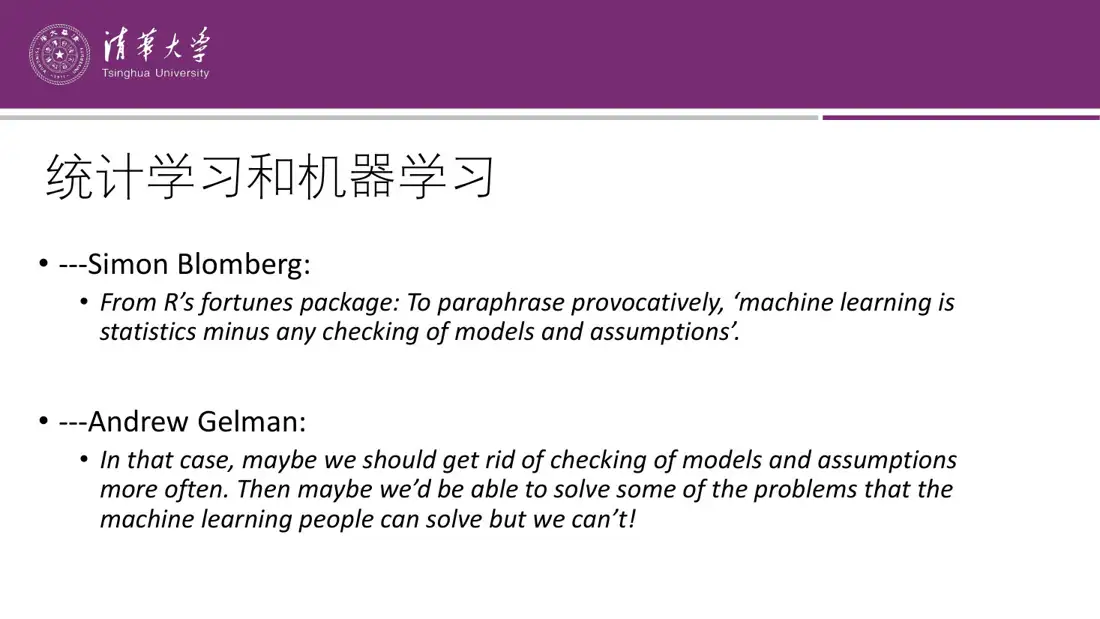 清华大学
Tsinghua University
统计学习和机器学习
• ---Simon Blomberg:
• From R’s fortunes package: To paraphrase provocatively, ‘machine learning is
statistics minus any checking of models and assumptions’.
• ---Andrew Gelman:
• In that case, maybe we should get rid of checking of models and assumptions
more often. Then maybe we’d be able to solve some of the problems that the
machine learning people can solve but we can’t!